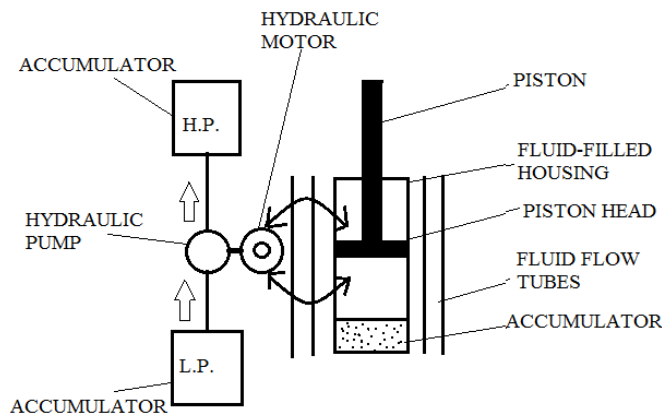 HYDRAULIC
MOTOR
ACCUMULATOR
H.P.
PISTON
FLUID-FILLED
HOUSING
HYDRAULIC
PUMP
PISTON HEAD
FLUID FLOW
TUBES
ACCUMULATOR
L.P.
ACCUMULATOR